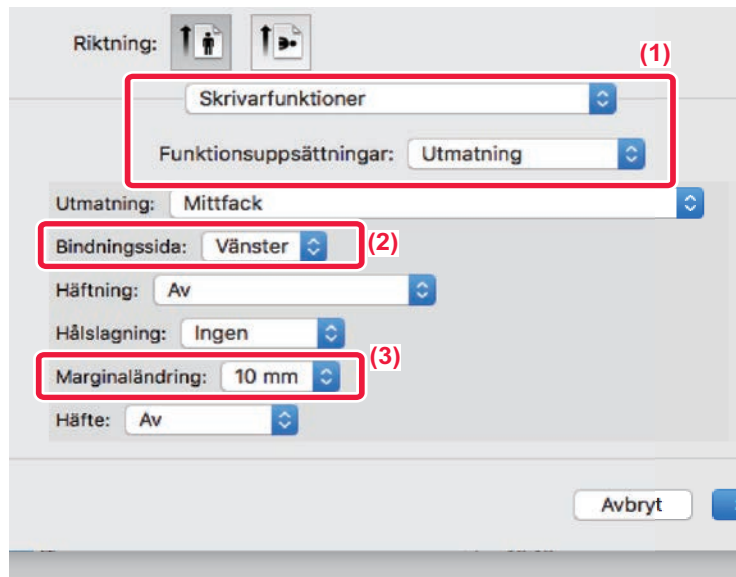 Riktning:
(1)
Skrivarfunktioner
Funktionsuppsättningar: Utmatning
Utmatning: Mittfack
Bindningssida: Vänster (2)
Häftning: Av
Hålslagning: Ingen
(3)
Marginaländring: 10 mm
Häfte: Av
Avbryt